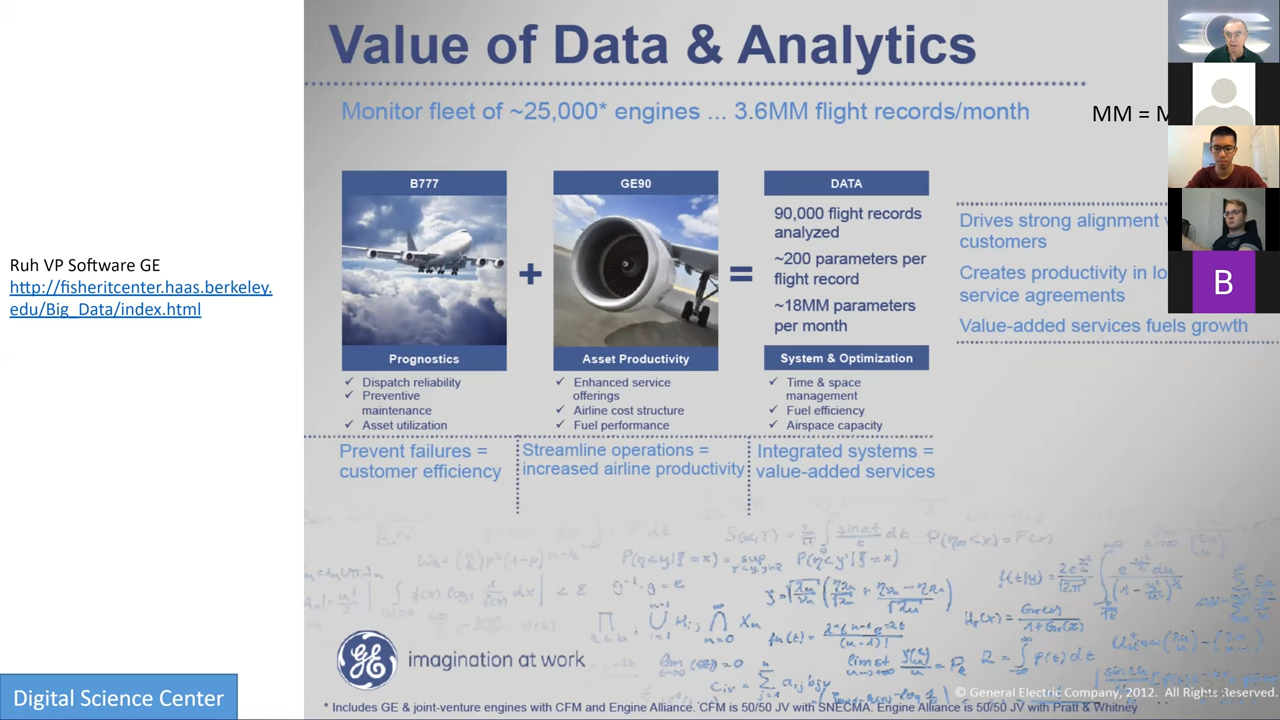 Value of Data & Analytics
Monitor fleet of ~25,000* engines ... 3.6MM flight records/month
MM =
B777
GE90
DATA
90,000 flight records
analyzed
~200 parameters per
flight record
~18MM parameters
per month
Drives strong alignment
customers
Creates productivity in
service agreements
Value-added services fuels growth
B
Ruh VP Software GE
http://fisheritcenter.haas.berkeley.
edu/Big_Data/index.html
+
=
Prognostics
Asset Productivity
System & Optimization
✓ Dispatch reliability
✓ Preventive
maintenance
✓ Asset utilization
✓ Enhanced service
offerings
✓ Airline cost structure
✓ Fuel performance
✓ Time & space
management
✓ Fuel efficiency
✓ Airspace capacity
Prevent failures =
customer efficiency
Streamline operations =
increased airline productivity
Integrated systems =
value-added services
GE
imagination at work
Digital Science Center
© General Electric Company, 2012. All Rights Reserved.
* Includes GE & joint-venture engines with CFM and Engine Alliance. CFM is 50/50 JV with SNECMA. Engine Alliance is 50/50 JV with Pratt & Whitney